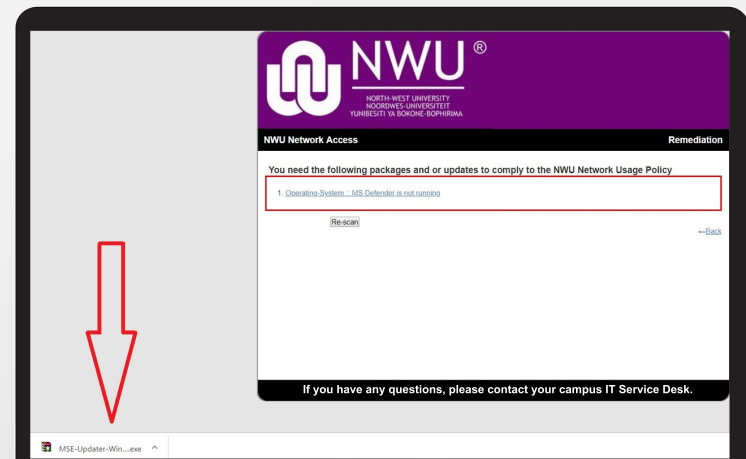 NWU ®
NORTH-WEST UNIVERSITY
NOORDWES-UNIVERSITEIT
YUNIBESITI YA BOKONE-BOPHIRIMA
NWU Network Access Remediation
You need the following packages and or updates to comply to the NWU Network Usage Policy
1. Operating-System :: MS Defender is not running
Re-scan
←Back
If you have any questions, please contact your campus IT Service Desk.
MSE-Updater-Win....exe